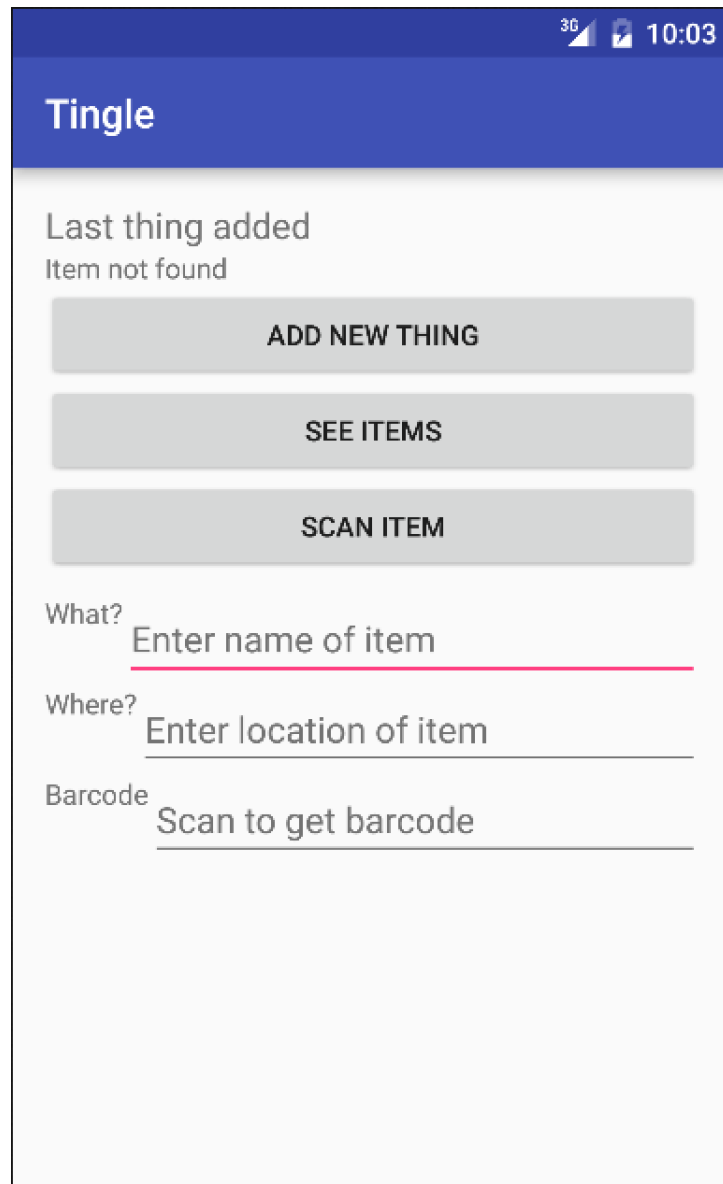 3G 10:03
Tingle
Last thing added
Item not found
ADD NEW THING
SEE ITEMS
SCAN ITEM
What?
Enter name of item
Where?
Enter location of item
Barcode
Scan to get barcode